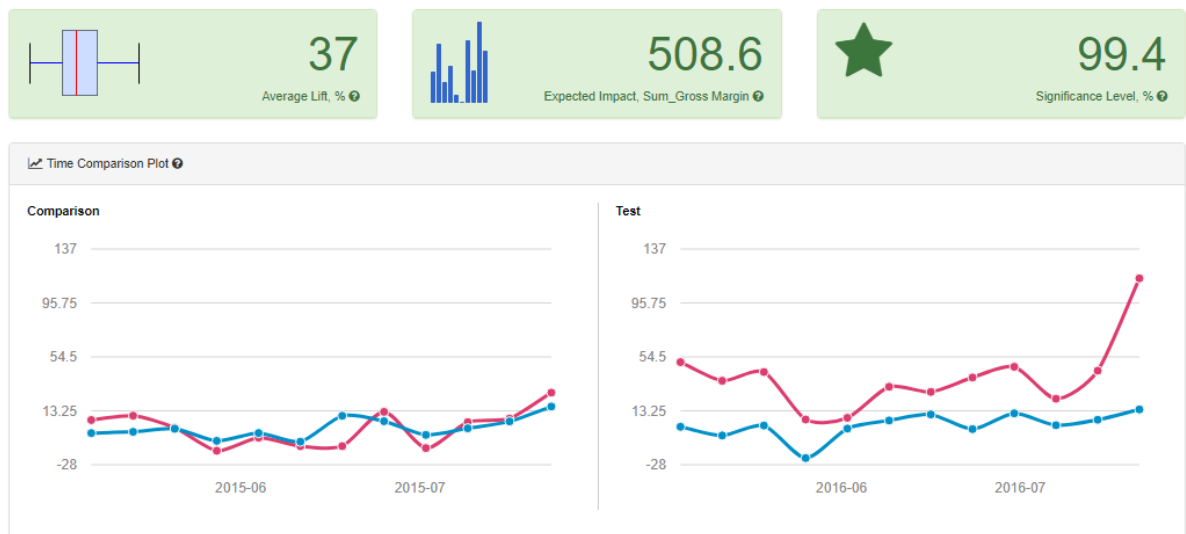 37
Average Lift, %
508.6
Expected Impact, Sum_Gross Margin
99.4
Significance Level, %
Time Comparison Plot
Comparison
137
95.75
54.5
13.25
-28
2015-06
2015-07
Test
137
95.75
54.5
13.25
-28
2016-06
2016-07